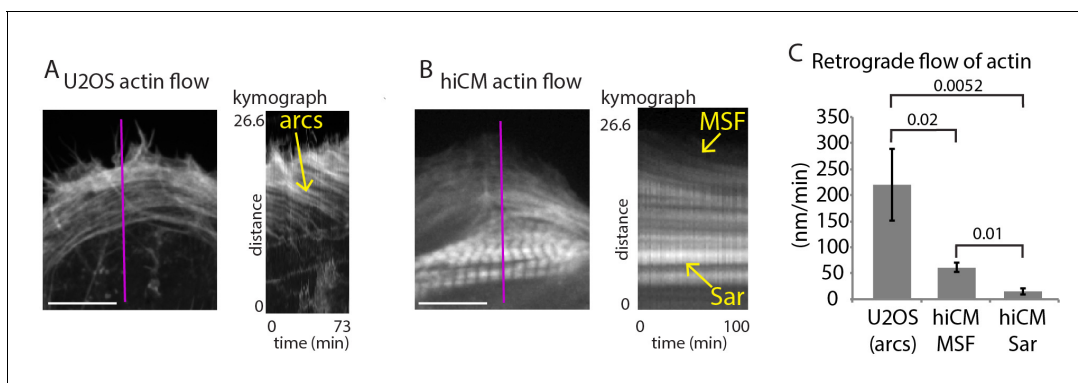 A U2OS actin flow
kymograph
26.6
arcs
distance
0
0 73
time (min)
B hiCM actin flow
kymograph
26.6
MSF
distance
Sar
0
0 100
time (min)
C Retrograde flow of actin
0.0052
0.02
0.01
(nm/min)
350
300
250
200
150
100
50
0
U2OS hiCM hiCM
(arcs) MSF Sar